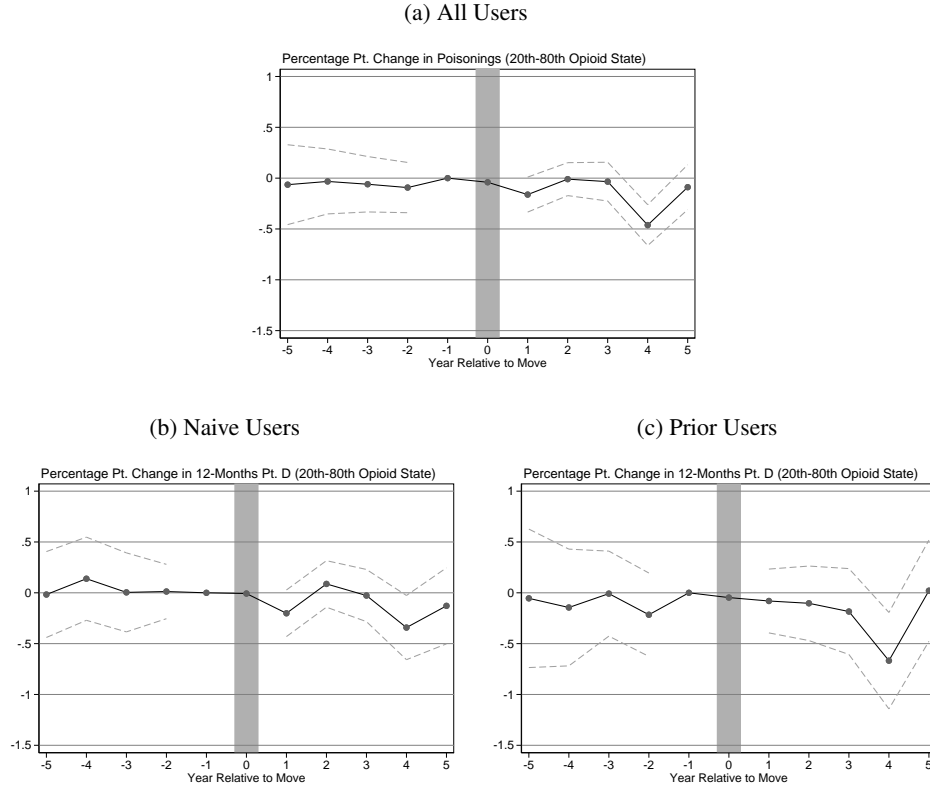 (a) All Users
Percentage Pt. Change in Poisonings (20th-80th Opioid State)
1
.5
0
-.5
-1
-1.5
-5 -4 -3 -2 -1 0 1 2 3 4 5
Year Relative to Move
(b) Naive Users
Percentage Pt. Change in 12-Months Pt. D (20th-80th Opioid State)
1
.5
0
-.5
-1
-1.5
-5 -4 -3 -2 -1 0 1 2 3 4 5
Year Relative to Move
(c) Prior Users
Percentage Pt. Change in 12-Months Pt. D (20th-80th Opioid State)
1
.5
0
-.5
-1
-1.5
-5 -4 -3 -2 -1 0 1 2 3 4 5
Year Relative to Move